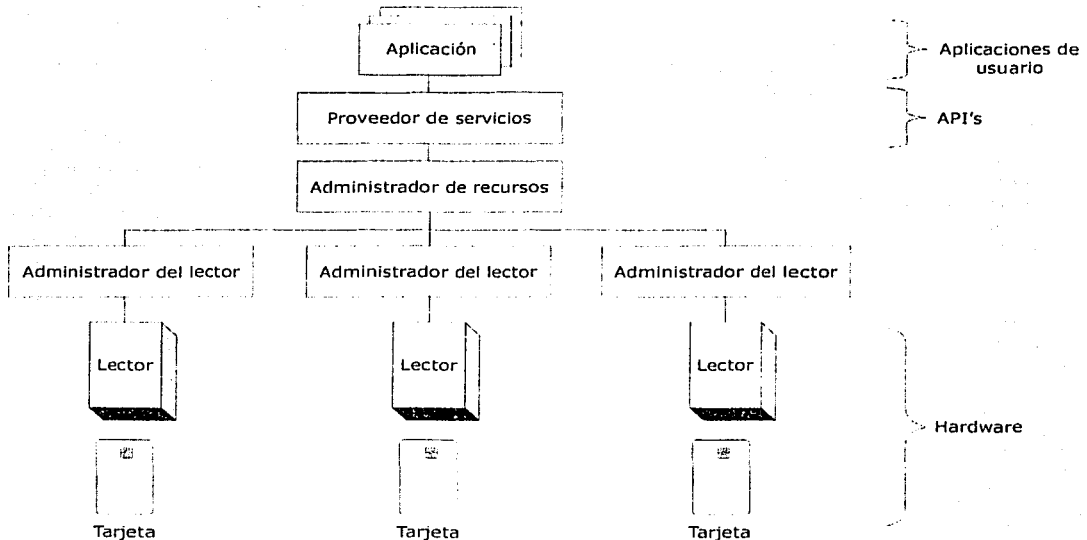 Aplicación
Aplicaciones de
usuario
Proveedor de servicios
API's
Administrador de recursos
Administrador del lector
Administrador del lector
Administrador del lector
Lector
Lector
Lector
Hardware
Tarjeta
Tarjeta
Tarjeta